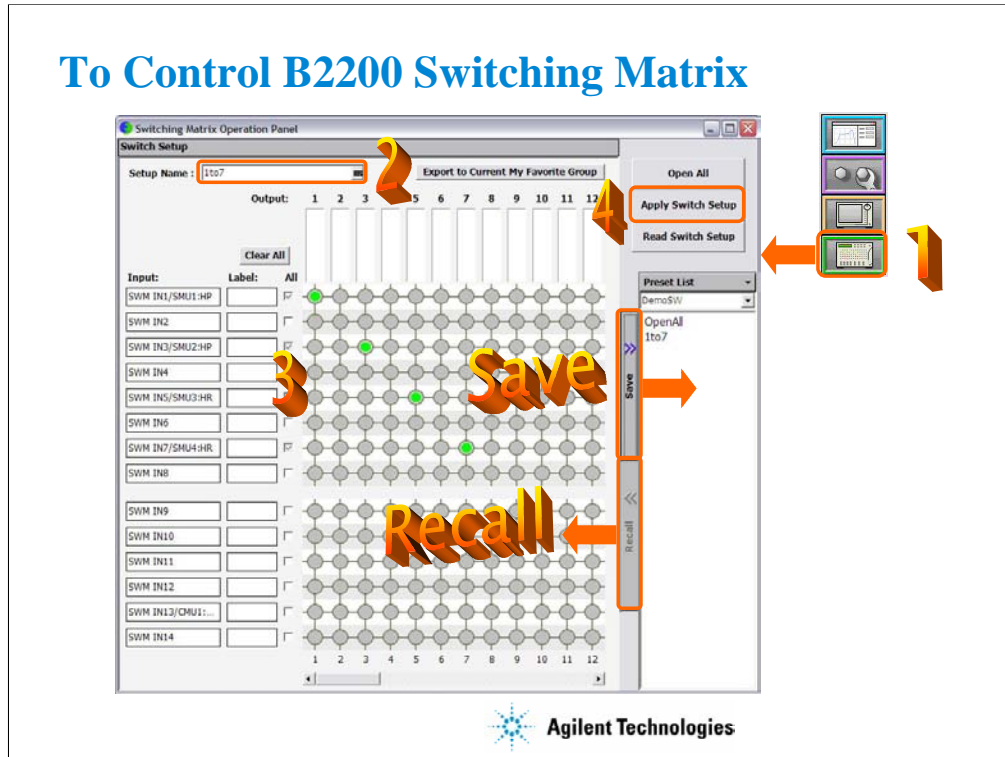 To Control B2200 Switching Matrix
Switching Matrix Operation Panel
Switch Setup
Setup Name : 1to7
2
Export to Current My Favorite Group
Open All
Output: 1 2 3 5 6 7 8 9 10 11 12
4
Apply Switch Setup
Read Switch Setup
1
Clear All
Input: Label: All
Preset List
DemoSW
OpenAll
1to7
SWM IN1/SMU1:HP
SWM IN2
SWM IN3/SMU2:HP
SWM IN4
3
Save
Save
SWM IN5/SMU3:HR
SWM IN6
SWM IN7/SMU4:HR
SWM IN8
SWM IN9
Recall
Recall
SWM IN10
SWM IN11
SWM IN12
SWM IN13/CMU1:...
SWM IN14
1 2 3 4 5 6 7 8 9 10 11 12
Agilent Technologies